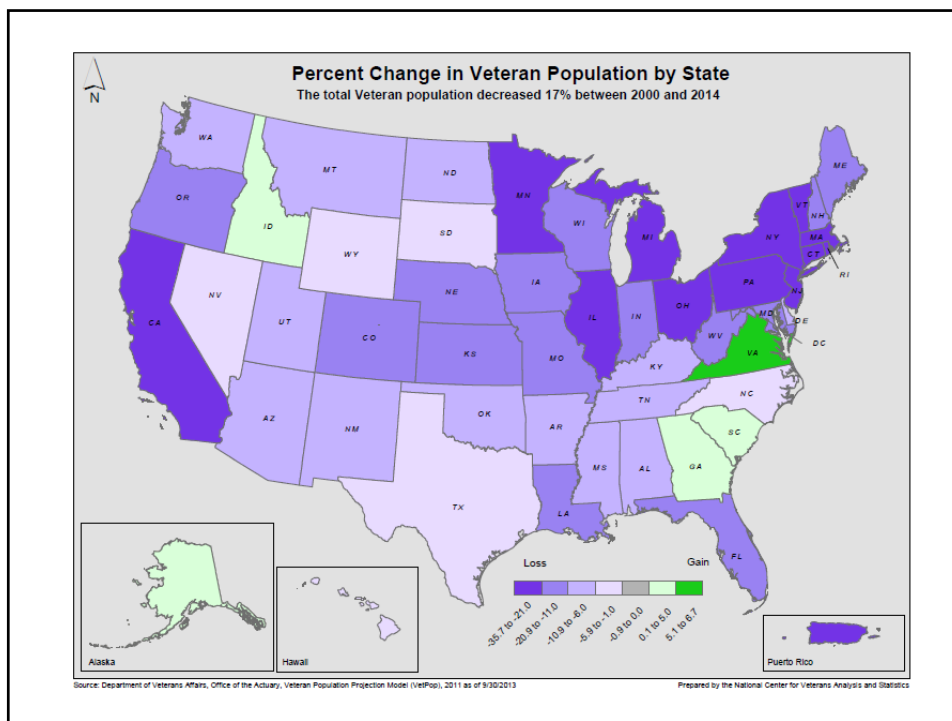 Percent Change in Veteran Population by State
The total Veteran population decreased 17% between 2000 and 2014
N
WA
MT
ND
MN
ME
OR
ID
WY
SD
WI
MI
NY
VT
NH
MA
CT
RI
NV
UT
CO
NE
IA
IL
IN
OH
PA
NJ
CA
KS
MO
WV
MD
DE
DC
VA
KY
AZ
NM
OK
AR
TN
NC
SC
MS
AL
GA
TX
LA
FL
Loss
Gain
-35.7 to -21.0
-20.9 to -11.0
-10.9 to -6.0
-5.9 to -1.0
-0.9 to 0.0
0.1 to 5.0
5.1 to 6.7
Alaska
Hawaii
Puerto Rico
Source: Department of Veterans Affairs, Office of the Actuary, Veteran Population Projection Model (VetPop), 2011 as of 9/30/2013
Prepared by the National Center for Veterans Analysis and Statistics